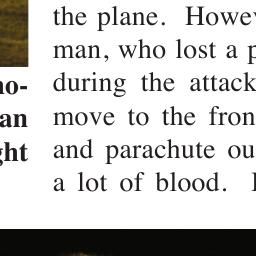 the plane. Howev
man, who lost a p
during the attack
move to the fron
and parachute ou
a lot of blood. I
no-
an
ght